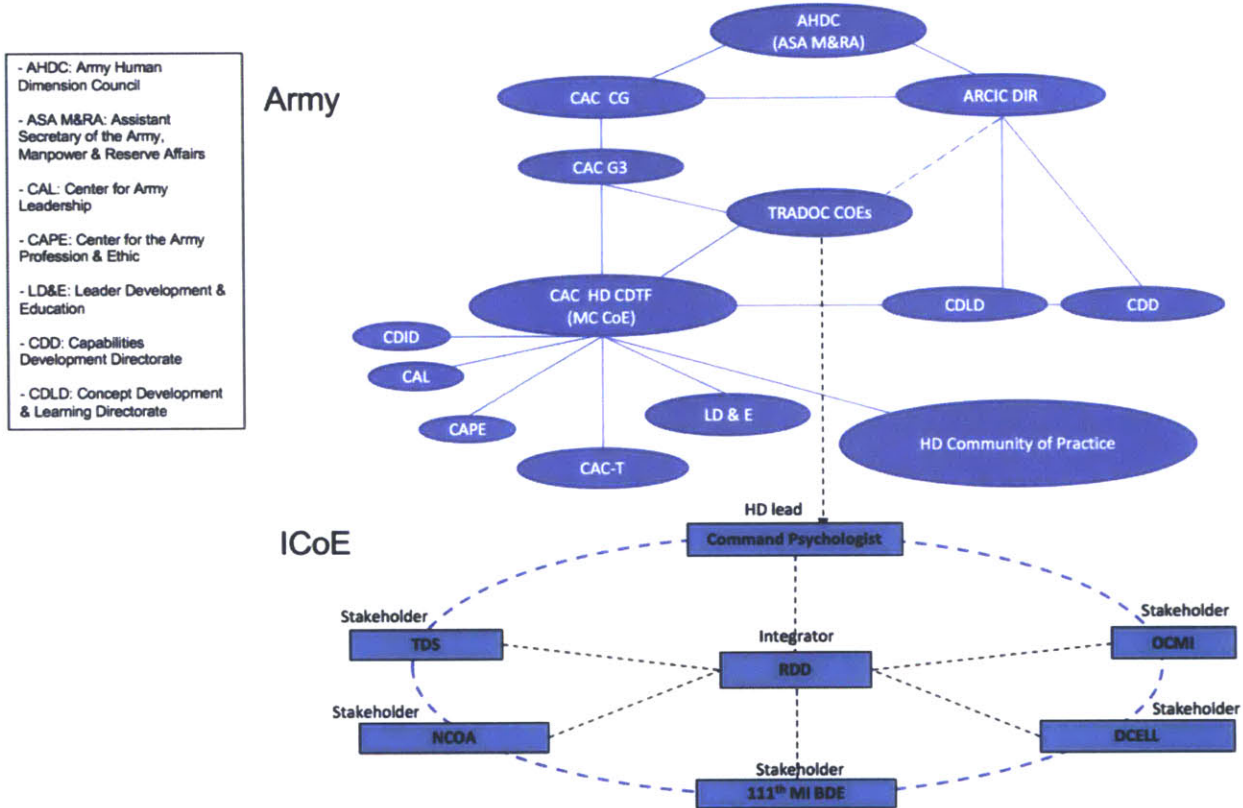 - AHDC: Army Human
Dimension Council
- ASA M&RA: Assistant
Secretary of the Army,
Manpower & Reserve Affairs
- CAL: Center for Army
Leadership
- CAPE: Center for the Army
Profession & Ethic
- LD&E: Leader Development &
Education
- CDD: Capabilities
Development Directorate
- CDLD: Concept Development
& Learning Directorate
Army
AHDC
(ASA M&RA)
CAC CG
ARCIC DIR
CAC G3
TRADOC COEs
CAC HD CDTF
(MC CoE)
CDLD
CDD
CDID
CAL
CAPE
CAC-T
LD & E
HD Community of Practice
ICoE
HD lead
Command Psychologist
Stakeholder
TDS
Integrator
RDD
Stakeholder
OCMI
Stakeholder
NCOA
Stakeholder
DCELL
Stakeholder
111th MI BDE